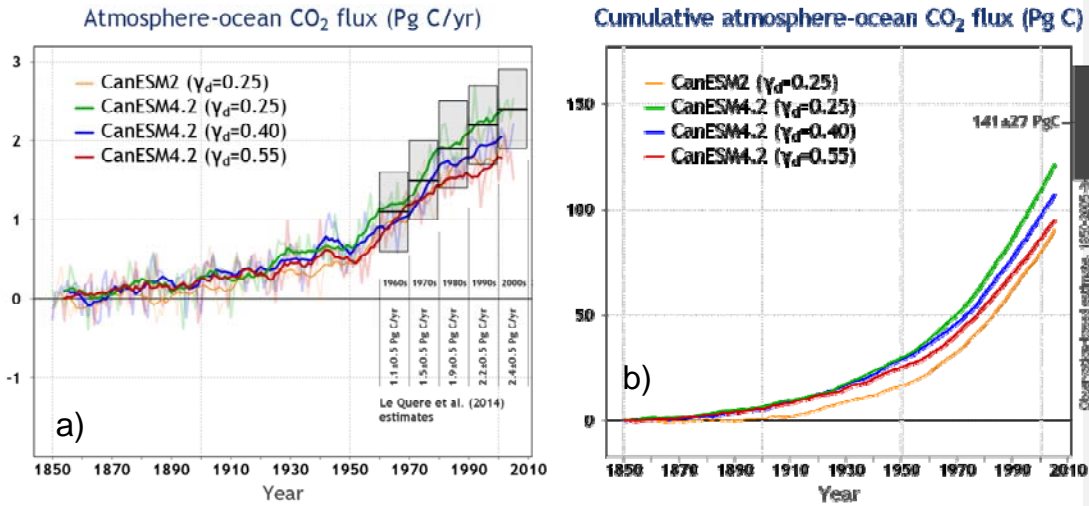 Atmosphere-ocean CO₂ flux (Pg C/yr)
3
2
1
0
-1
CanESM2 (γd=0.25)
CanESM4.2 (γd=0.25)
CanESM4.2 (γd=0.40)
CanESM4.2 (γd=0.55)
1960s 1970s 1980s 1990s 2000s
1.1±0.5 Pg C/yr
1.5±0.5 Pg C/yr
1.9±0.5 Pg C/yr
2.2±0.5 Pg C/yr
2.4±0.5 Pg C/yr
Le Quere et al. (2014)
estimates
a)
1850 1870 1890 1910 1930 1950 1970 1990 2010
Year
Cumulative atmosphere-ocean CO₂ flux (Pg C)
150
100
50
0
CanESM2 (γd=0.25)
CanESM4.2 (γd=0.25)
CanESM4.2 (γd=0.40)
CanESM4.2 (γd=0.55)
141±27 PgC
Observation-based estimate, 1850-2005
b)
1850 1870 1890 1910 1930 1950 1970 1990 2010
Year